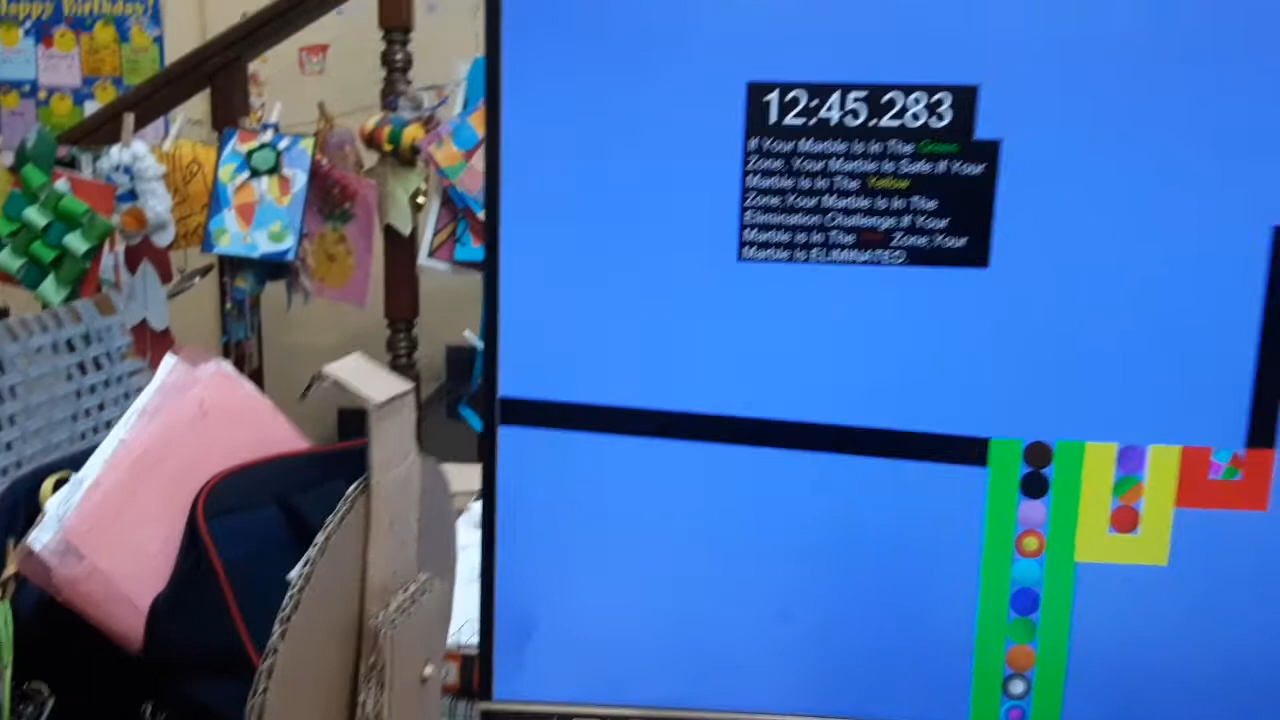 Happy Birthday!
12:45.283
If Your Marble Is In The Green
Zone, Your Marble Is Safe.If Your
Marble Is In The Yellow
Zone,Your Marble Is In The
Elimination Challenge.If Your
Marble Is In The Zone,Your
Marble Is ELIMINATED